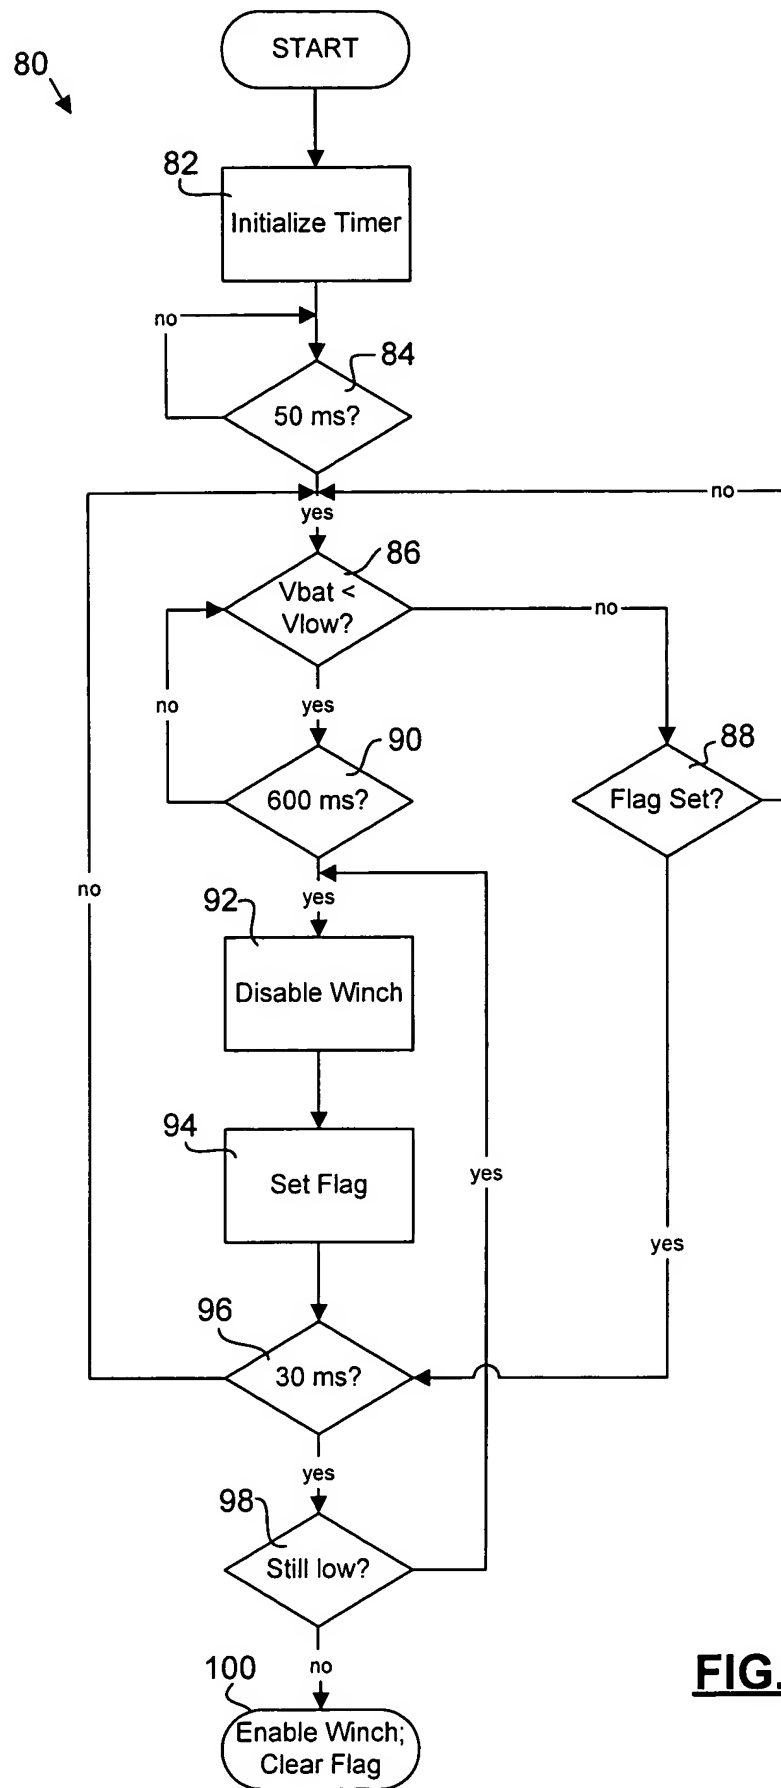 START
80
82
Initialize Timer
no
84
50 ms?
no
yes
86
Vbat <
Vlow?
no
no
yes
90
88
600 ms?
Flag Set?
no
yes
92
Disable Winch
94
Set Flag
yes
yes
96
30 ms?
yes
98
Still low?
no
100
Enable Winch;
Clear Flag
FIG.